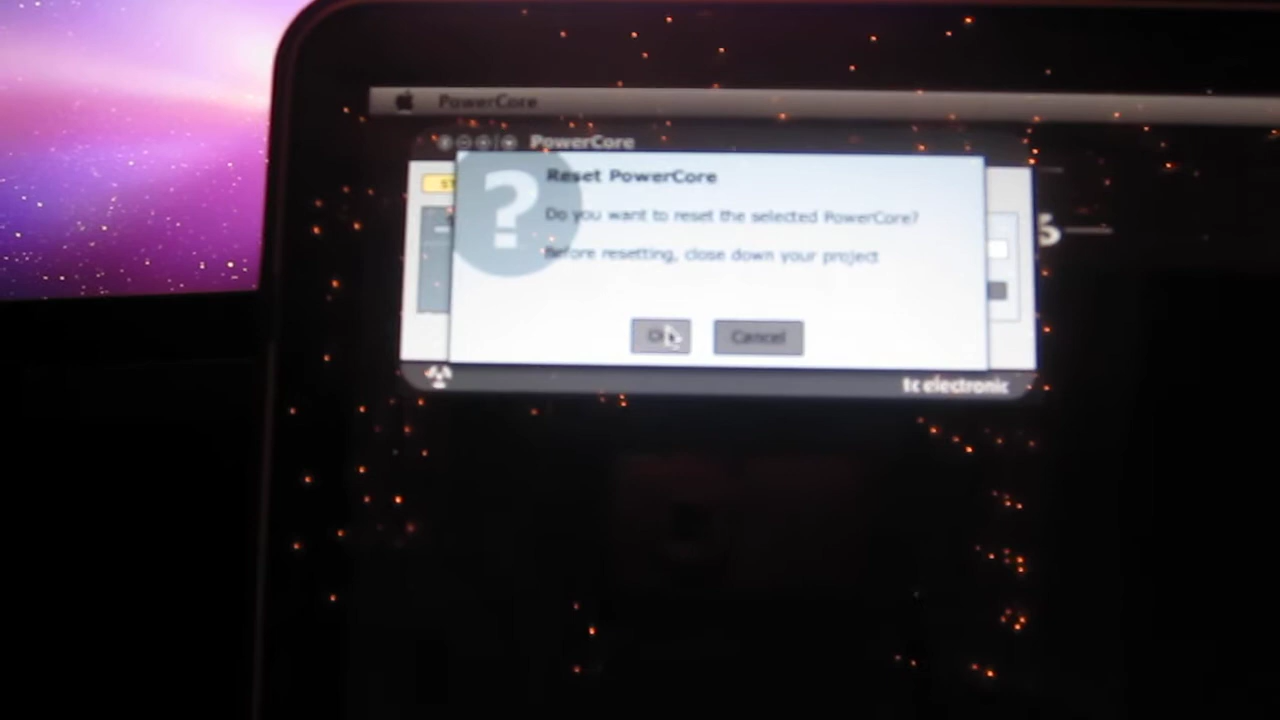 PowerCore
PowerCore
Reset PowerCore
Do you want to reset the selected PowerCore?
Before resetting, close down your project
Cancel
tc electronic